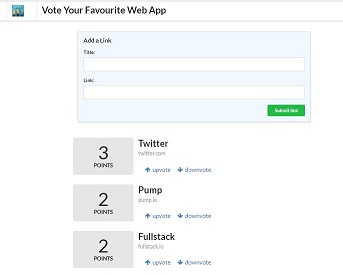 Vote Your Favourite Web App
Add a Link
Title:
Link:
Submit link
3
POINTS
Twitter
twitter.com
upvote downvote
2
POINTS
Pump
pump.io
upvote downvote
2
POINTS
Fullstack
fullstack.io
upvote downvote